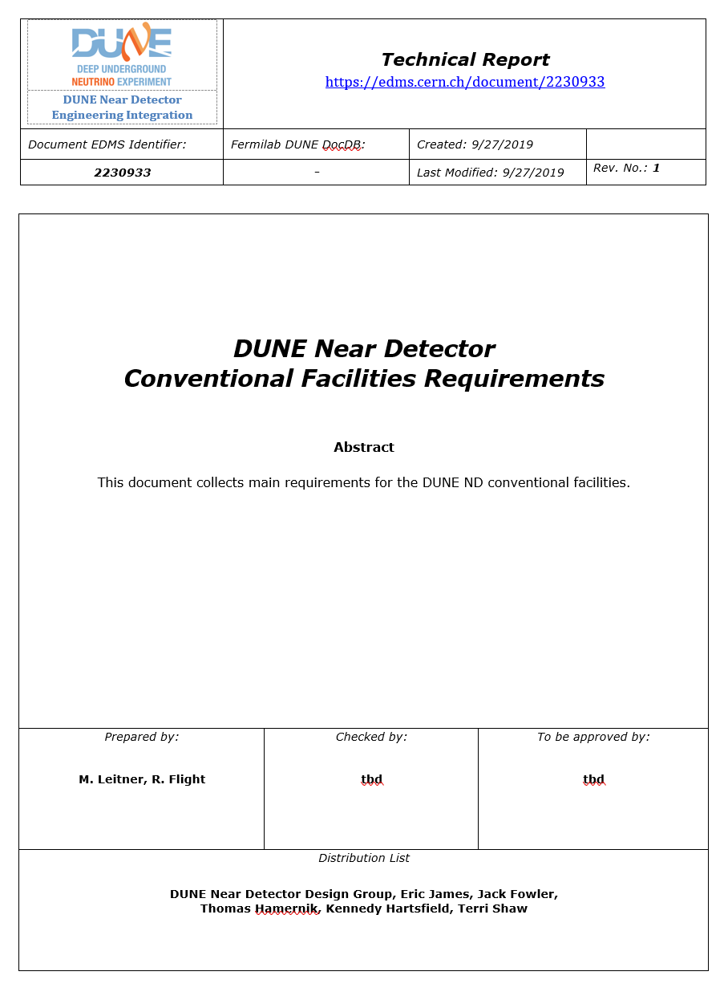 DUNE
DEEP UNDERGROUND
NEUTRINO EXPERIMENT
DUNE Near Detector
Engineering Integration
Technical Report
https://edms.cern.ch/document/2230933
Document EDMS Identifier:
Fermilab DUNE DocDB:
Created: 9/27/2019
2230933
-
Last Modified: 9/27/2019
Rev. No.: 1
DUNE Near Detector
Conventional Facilities Requirements
Abstract
This document collects main requirements for the DUNE ND conventional facilities.
Prepared by:
Checked by:
To be approved by:
M. Leitner, R. Flight
tbd
tbd
Distribution List
DUNE Near Detector Design Group, Eric James, Jack Fowler,
Thomas Hamernik, Kennedy Hartsfield, Terri Shaw